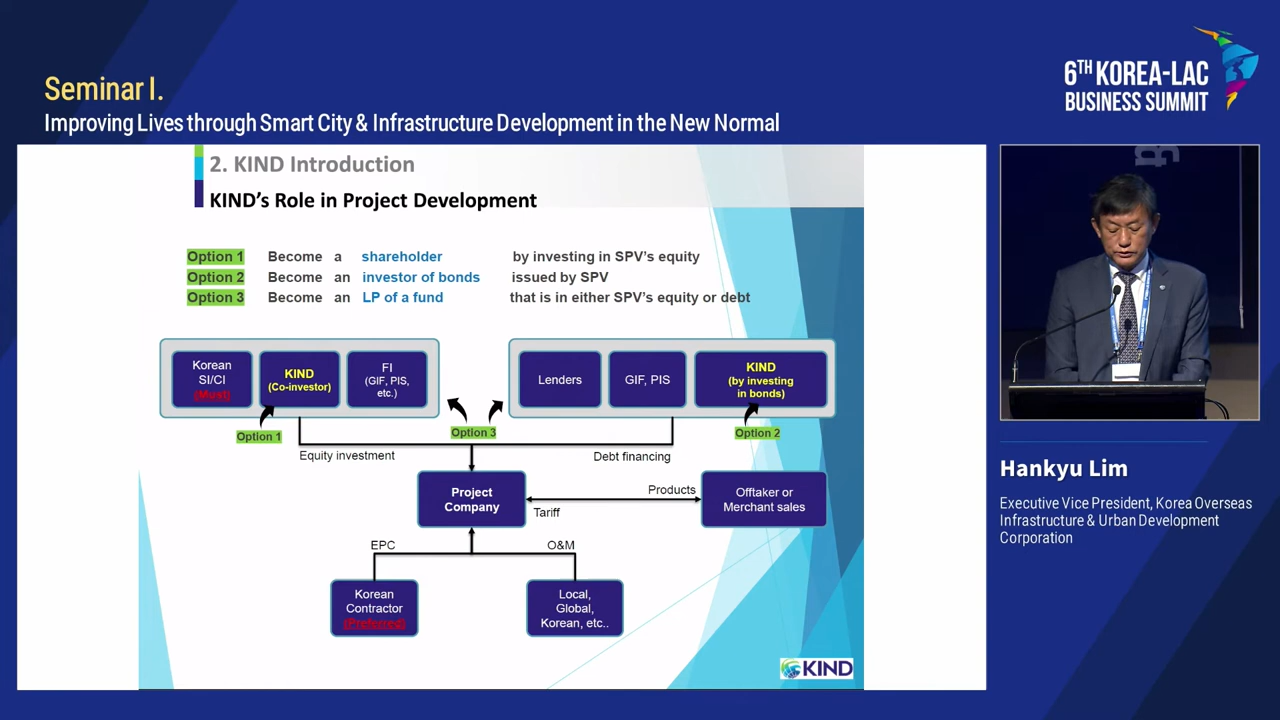 Seminar I.
Improving Lives through Smart City & Infrastructure Development in the New Normal
6TH KOREA-LAC
BUSINESS SUMMIT
2. KIND Introduction
KIND's Role in Project Development
Option 1 Become a shareholder by investing in SPV's equity
Option 2 Become an investor of bonds issued by SPV
Option 3 Become an LP of a fund that is in either SPV's equity or debt
Korean
SI/CI
(Must)
KIND
(Co-investor)
FI
(GIF, PIS,
etc.)
Lenders
GIF, PIS
KIND
(by investing
in bonds)
Option 1
Option 3
Option 2
Equity investment
Debt financing
Project
Company
Products
Tariff
Offtaker or
Merchant sales
EPC
O&M
Korean
Contractor
(Preferred)
Local,
Global,
Korean, etc..
KIND
Hankyu Lim
Executive Vice President, Korea Overseas
Infrastructure & Urban Development
Corporation